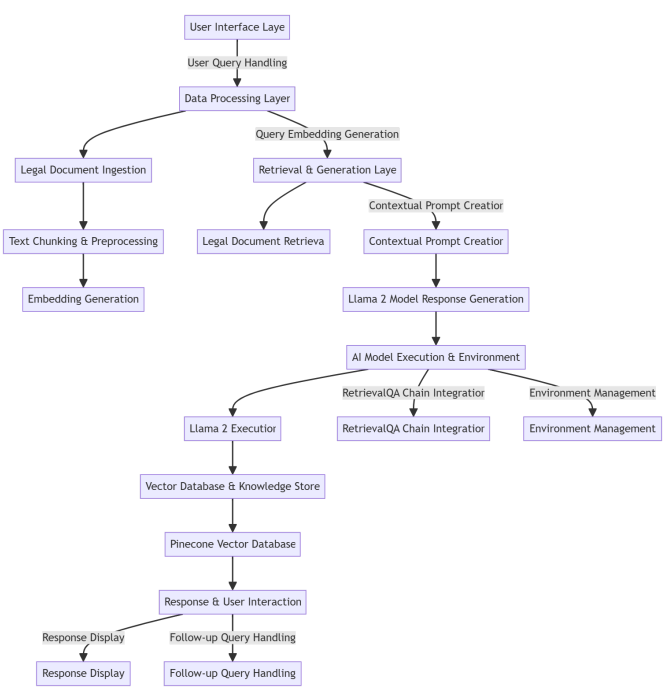 User Interface Laye
User Query Handling
Data Processing Layer
Query Embedding Generation
Legal Document Ingestion
Retrieval & Generation Laye
Contextual Prompt Creatior
Text Chunking & Preprocessing
Legal Document Retrieva
Contextual Prompt Creatior
Embedding Generation
Llama 2 Model Response Generation
AI Model Execution & Environment
RetrievalQA Chain Integratior
Environment Management
Llama 2 Executior
RetrievalQA Chain Integratior
Environment Management
Vector Database & Knowledge Store
Pinecone Vector Database
Response & User Interaction
Response Display
Follow-up Query Handling
Response Display
Follow-up Query Handling